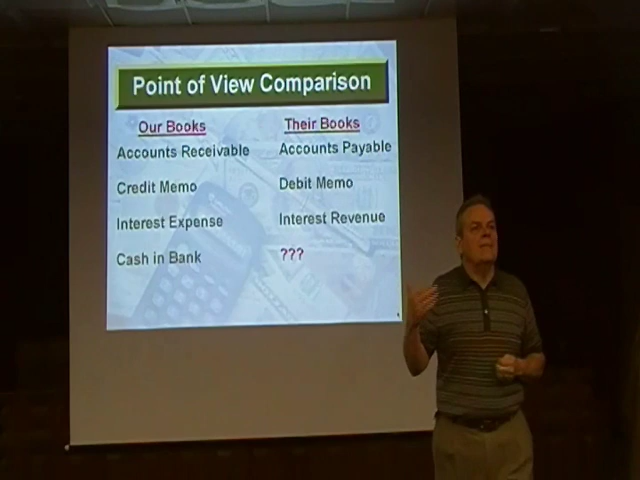 Point of View Comparison
Our Books Their Books
Accounts Receivable Accounts Payable
Credit Memo Debit Memo
Interest Expense Interest Revenue
Cash in Bank ???